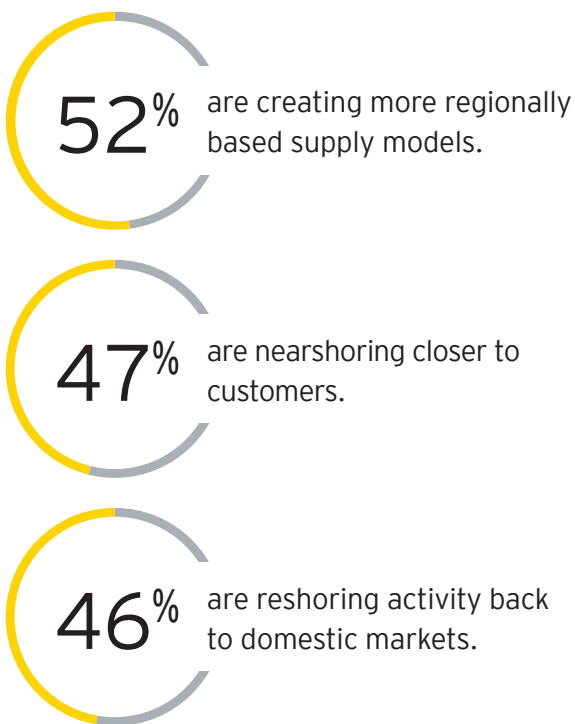 52% are creating more regionally
based supply models.
47% are nearshoring closer to
customers.
46% are reshoring activity back
to domestic markets.